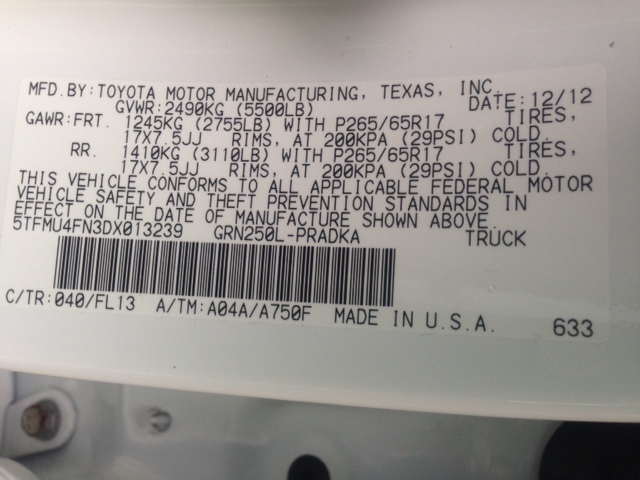 MFD.BY:TOYOTA MOTOR MANUFACTURING, TEXAS, INC.
GVWR:2490KG (5500LB) DATE:12/12
GAWR:FRT. 1245KG (2755LB) WITH P265/65R17 TIRES,
17X7.5JJ RIMS, AT 200KPA (29PSI) COLD.
RR. 1410KG (3110LB) WITH P265/65R17 TIRES,
17X7.5JJ RIMS, AT 200KPA (29PSI) COLD.
THIS VEHICLE CONFORMS TO ALL APPLICABLE FEDERAL MOTOR
VEHICLE SAFETY AND THEFT PREVENTION STANDARDS IN
EFFECT ON THE DATE OF MANUFACTURE SHOWN ABOVE.
5TFMU4FN3DX013239 GRN250L-PRADKA TRUCK
C/TR:040/FL13 A/TM:A04A/A750F MADE IN U.S.A. 633